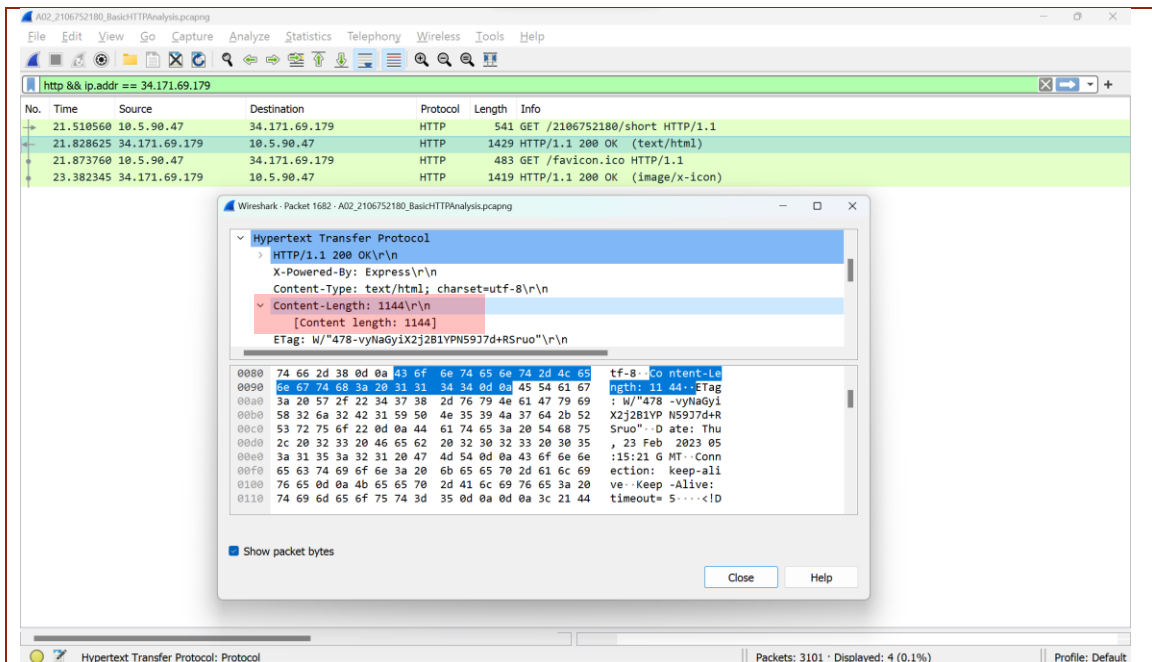 A02_2106752180_BasicHTTPAnalysis.pcapng
File Edit View Go Capture Analyze Statistics Telephony Wireless Tools Help
http && ip.addr == 34.171.69.179
No. Time Source Destination Protocol Length Info
21.510560 10.5.90.47 34.171.69.179 HTTP 541 GET /2106752180/short HTTP/1.1
21.828625 34.171.69.179 10.5.90.47 HTTP 1429 HTTP/1.1 200 OK (text/html)
21.873760 10.5.90.47 34.171.69.179 HTTP 483 GET /favicon.ico HTTP/1.1
23.382345 34.171.69.179 10.5.90.47 HTTP 1419 HTTP/1.1 200 OK (image/x-icon)
Wireshark · Packet 1682 · A02_2106752180_BasicHTTPAnalysis.pcapng
Hypertext Transfer Protocol
HTTP/1.1 200 OK\r\n
X-Powered-By: Express\r\n
Content-Type: text/html; charset=utf-8\r\n
Content-Length: 1144\r\n
[Content length: 1144]
ETag: W/"478-vyNaGyiX2j2B1YPN59J7d+RSruo"\r\n
0080 74 66 2d 38 0d 0a 43 6f 6e 74 65 6e 74 2d 4c 65 tf-8··Co ntent-Le
0090 6e 67 74 68 3a 20 31 31 34 34 0d 0a 45 54 61 67 ngth: 11 44··ETag
00a0 3a 20 57 2f 22 34 37 38 2d 76 79 4e 61 47 79 69 : W/"478 -vyNaGyi
00b0 58 32 6a 32 42 31 59 50 4e 35 39 4a 37 64 2b 52 X2j2B1YP N59J7d+R
00c0 53 72 75 6f 22 0d 0a 44 61 74 65 3a 20 54 68 75 Sruo"··D ate: Thu
00d0 2c 20 32 33 20 46 65 62 20 32 30 32 33 20 30 35 , 23 Feb 2023 05
00e0 3a 31 35 3a 32 31 20 47 4d 54 0d 0a 43 6f 6e 6e :15:21 G MT··Conn
00f0 65 63 74 69 6f 6e 3a 20 6b 65 65 70 2d 61 6c 69 ection: keep-ali
0100 76 65 0d 0a 4b 65 65 70 2d 41 6c 69 76 65 3a 20 ve··Keep -Alive:
0110 74 69 6d 65 6f 75 74 3d 35 0d 0a 0d 0a 3c 21 44 timeout= 5····<!D
Show packet bytes
Close Help
Hypertext Transfer Protocol: Protocol Packets: 3101 · Displayed: 4 (0.1%) Profile: Default